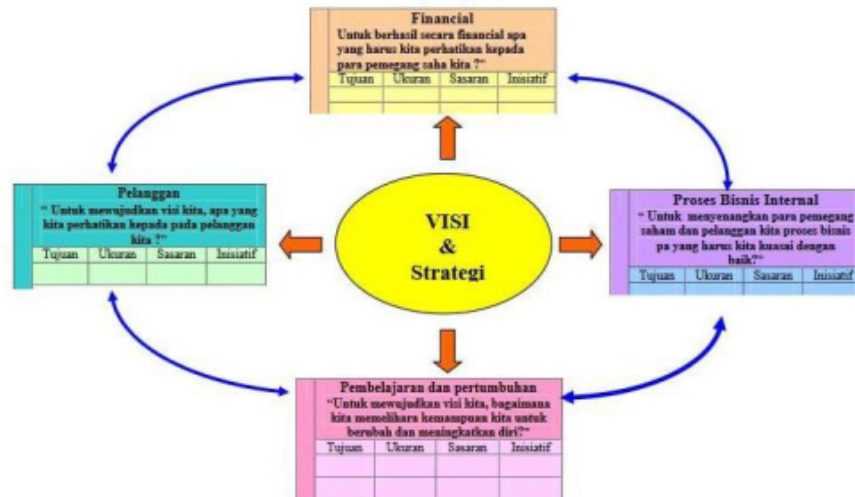 Financial
Untuk berhasil secara financial apa
yang harus kita perhatikan kepada
para pemegang saha kita ?"
Tujuan Ukuran Sasaran Inisiatif
Pelanggan
" Untuk mewujudkan visi kita, apa yang
kita perhatikan kepada pada pelanggan
kita ?"
Tujuan Ukuran Sasaran Inisiatif
VISI
&
Strategi
Proses Bisnis Internal
" Untuk menyenangkan para pemegang
saham dan pelanggan kita proses bisnis
pa yang harus kita kuasai dengan
baik?"
Tujuan Ukuran Sasaran Inisiatif
Pembelajaran dan pertumbuhan
"Untuk mewujudkan visi kita, bagaimana
kita memelihara kemampuan kita untuk
berubah dan meningkatkan diri?"
Tujuan Ukuran Sasaran Inisiatif